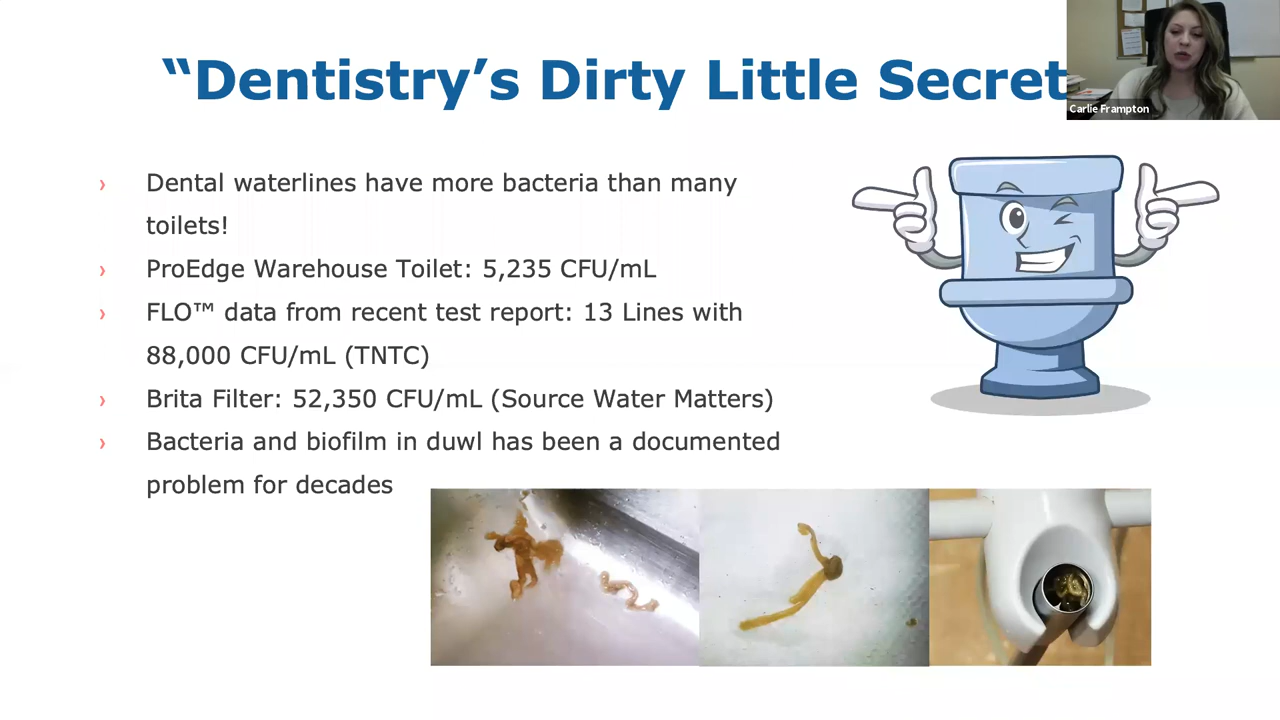 “Dentistry’s Dirty Little Secret
Carlie Frampton
› Dental waterlines have more bacteria than many
toilets!
› ProEdge Warehouse Toilet: 5,235 CFU/mL
› FLO™ data from recent test report: 13 Lines with
88,000 CFU/mL (TNTC)
› Brita Filter: 52,350 CFU/mL (Source Water Matters)
› Bacteria and biofilm in duwl has been a documented
problem for decades